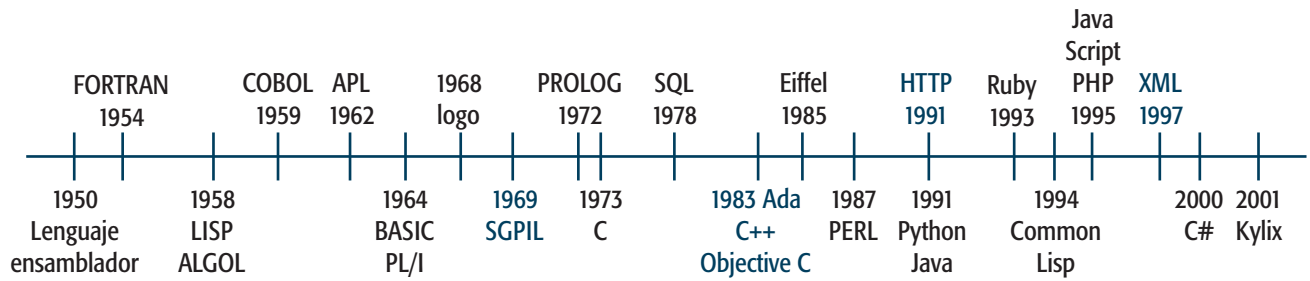 FORTRAN
1954
COBOL
1959
APL
1962
1968
logo
PROLOG
1972
SQL
1978
Eiffel
1985
HTTP
1991
Ruby
1993
Java
Script
PHP
1995
XML
1997
1950
Lenguaje
ensamblador
1958
LISP
ALGOL
1964
BASIC
PL/I
1969
SGPIL
1973
C
1983 Ada
C++
Objective C
1987
PERL
1991
Python
Java
1994
Common
Lisp
2000
C#
2001
Kylix